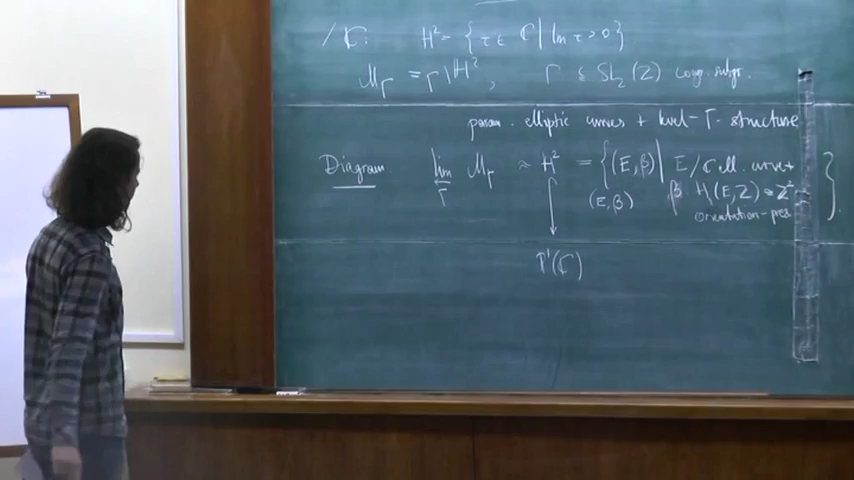 /ℂ: H² = { τ ∈ ℂ | Im τ > 0 }
M_Γ = Γ\H², Γ ≤ SL₂(ℤ) cong. subgr.
param. elliptic curves + level-Γ-structure
Diagram lim← Γ M_Γ ≈ H² = { (E,β) | E/ℂ ell. curve +
(E,β) β: H₁(E,ℤ) ≅ ℤ²
orientation-pres. }.
ℙ¹(ℂ)